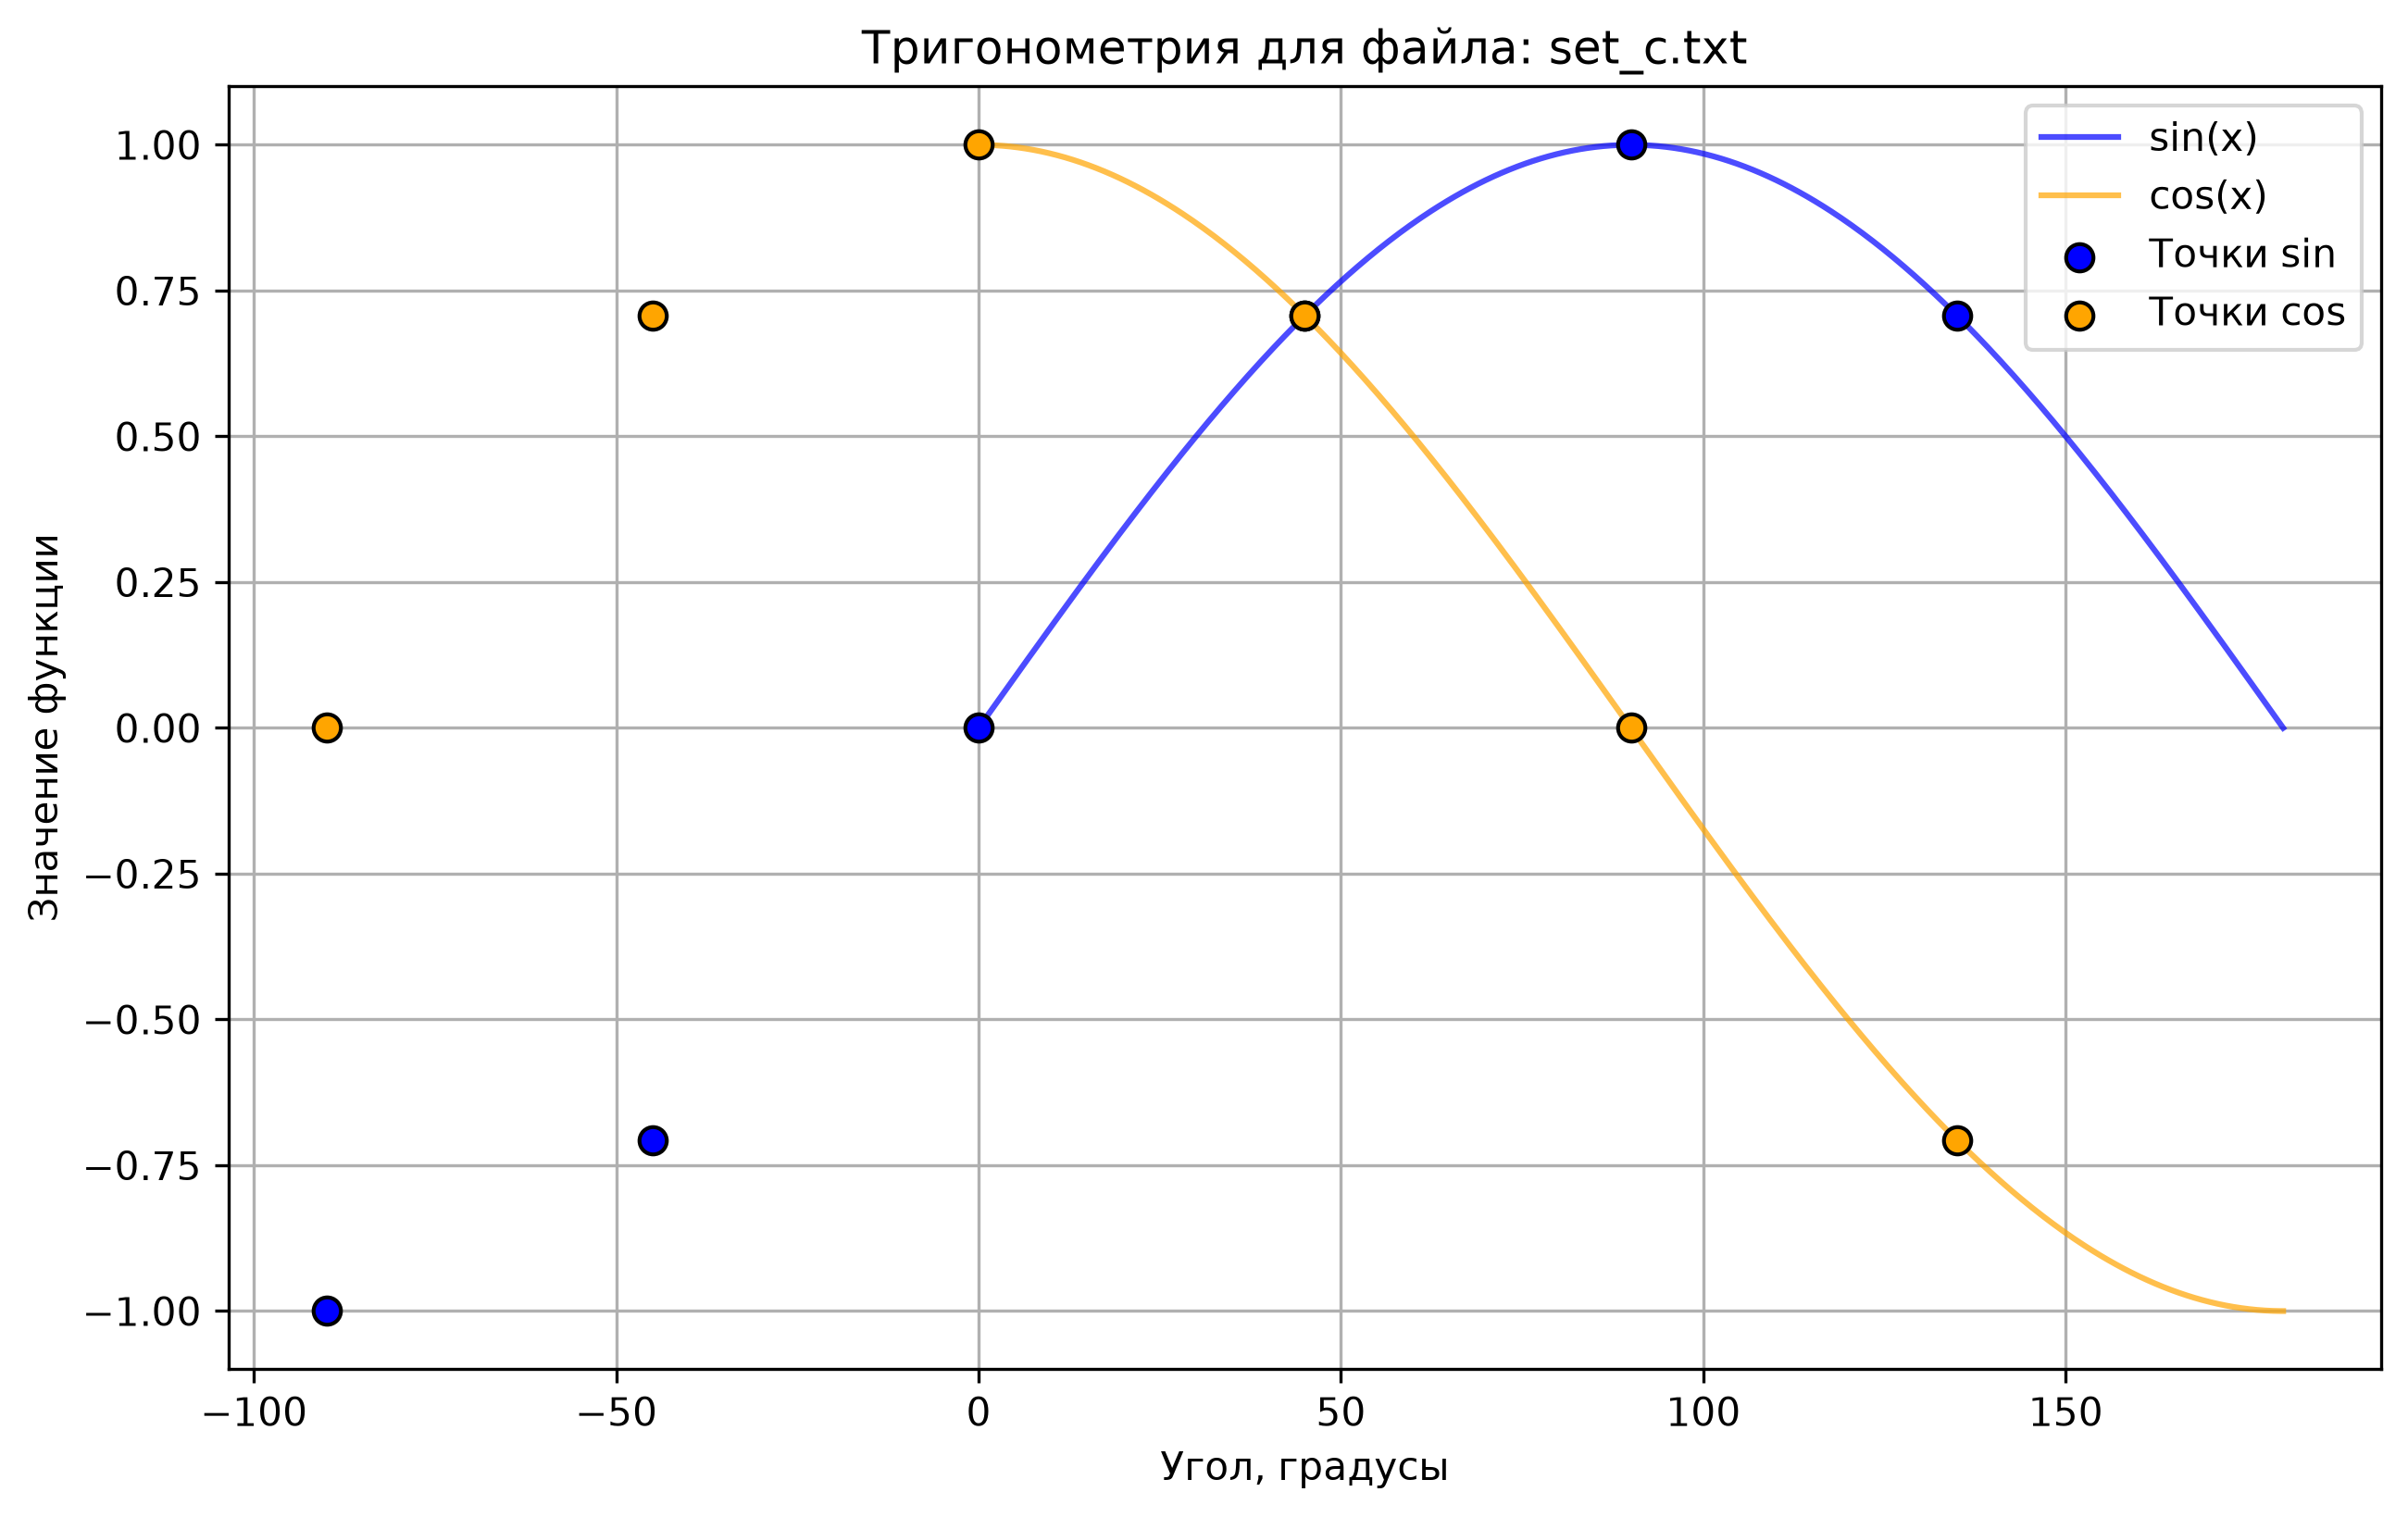 Тригонометрия для файла: set_c.txt
sin(x)
cos(x)
Точки sin
Точки cos
1.00
0.75
0.50
0.25
0.00
−0.25
−0.50
−0.75
−1.00
Значение функции
−100 −50 0 50 100 150
Угол, градусы